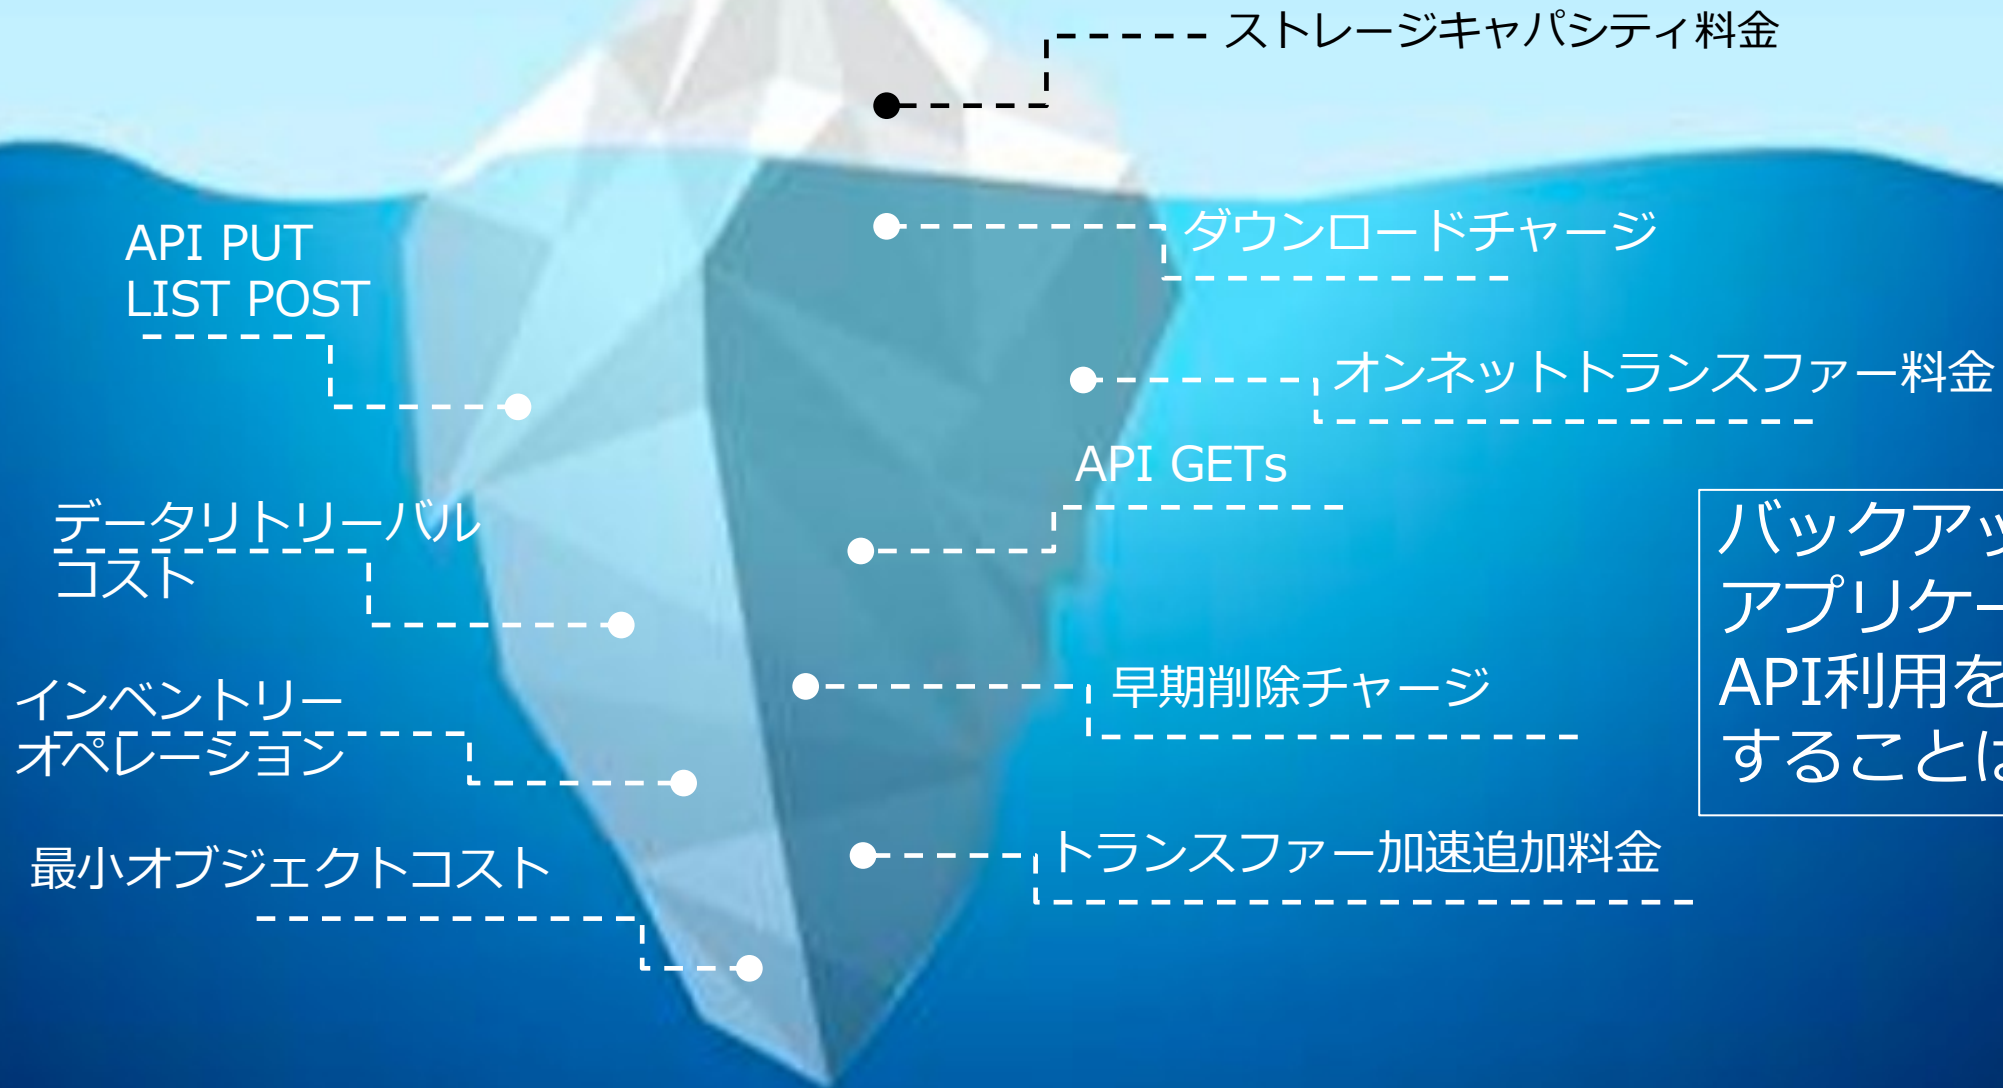 ストレージキャパシティ料金
API PUT
LIST POST
ダウンロードチャージ
オンネットトランスファー料金
API GETs
データリトリーバル
コスト
インベントリー
オペレーション
早期削除チャージ
最小オブジェクトコスト
トランスファー加速追加料金
バックアッ
アプリケー
API利用を
することは